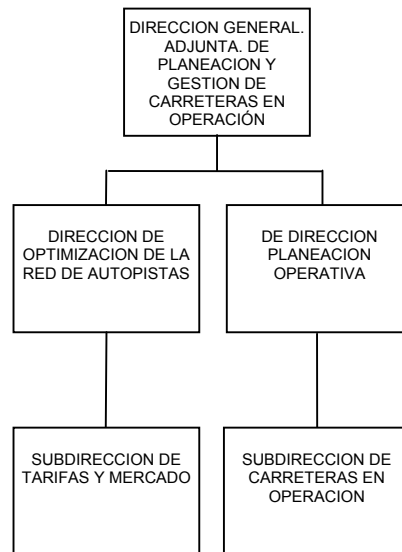 DIRECCION GENERAL.
ADJUNTA. DE
PLANEACION Y
GESTION DE
CARRETERAS EN
OPERACIÓN
DIRECCION DE
OPTIMIZACION DE LA
RED DE AUTOPISTAS
DE DIRECCION
PLANEACION
OPERATIVA
SUBDIRECCION DE
TARIFAS Y MERCADO
SUBDIRECCION DE
CARRETERAS EN
OPERACION